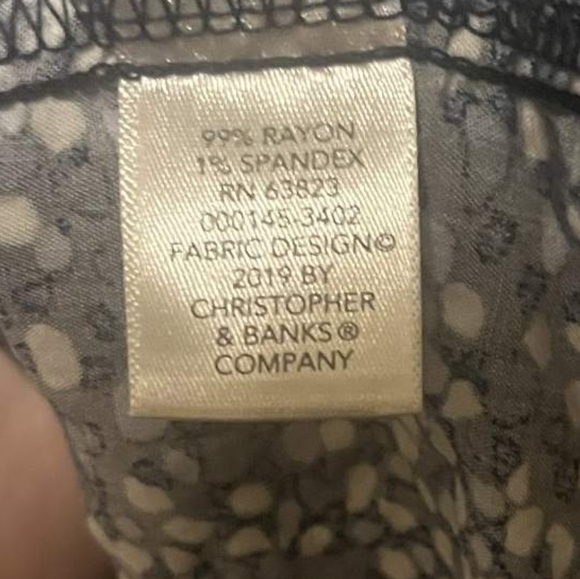 99% RAYON
1% SPANDEX
RN 63823
000145-3402
FABRIC DESIGN©
2019 BY
CHRISTOPHER
& BANKS®
COMPANY